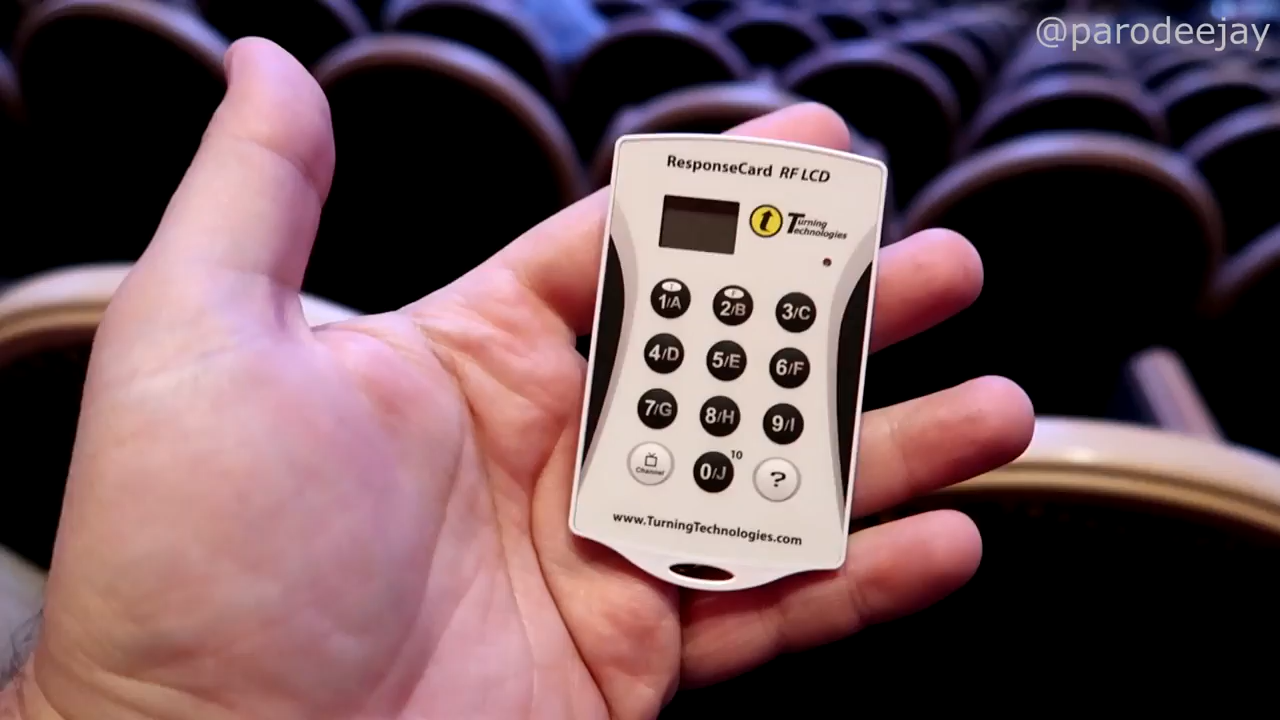 @parodeejay
ResponseCard RF LCD
t Turning
Technologies
1/A 2/B 3/C
4/D 5/E 6/F
7/G 8/H 9/I
Channel 0/J 10 ?
www.TurningTechnologies.com